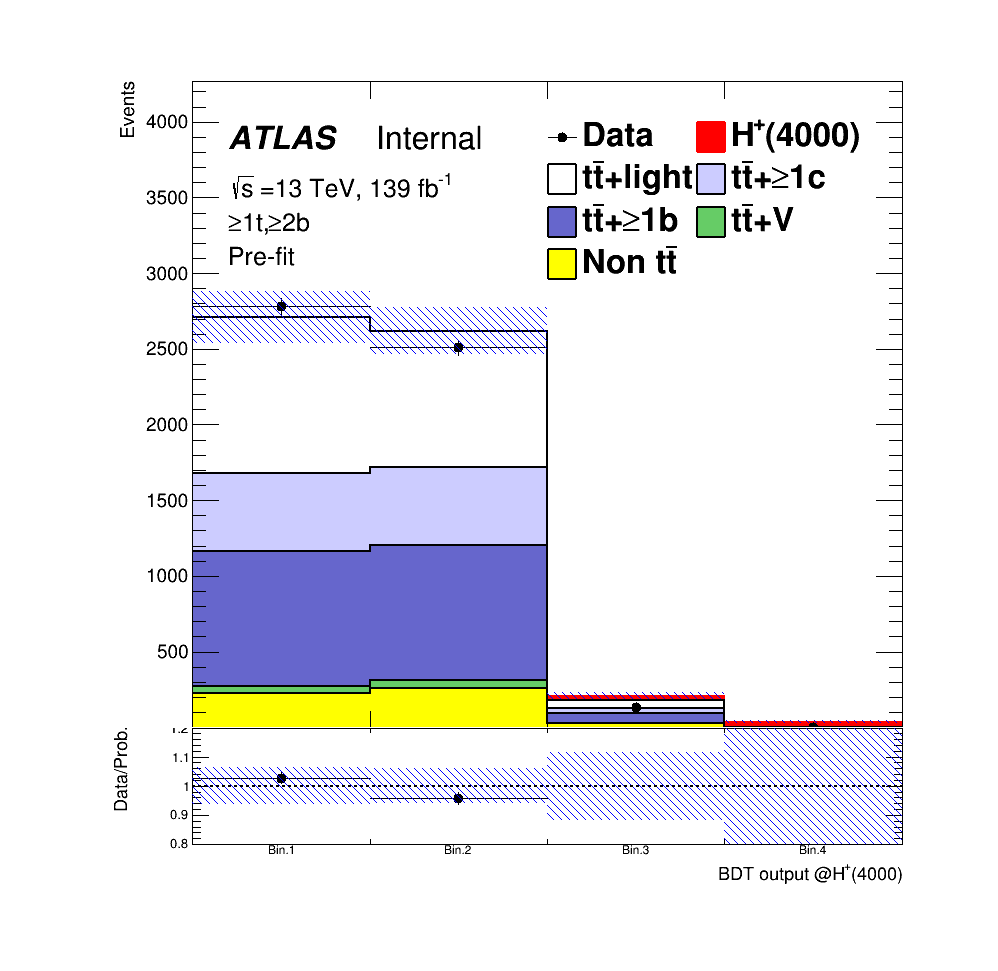 Events
4000
3500
3000
2500
2000
1500
1000
500
ATLAS Internal
√s =13 TeV, 139 fb⁻¹
≥1t,≥2b
Pre-fit
Data H⁺(4000)
tt̄+light tt̄+≥1c
tt̄+≥1b tt̄+V
Non tt̄
Data/Prob.
1.2
1.1
1
0.9
0.8
Bin.1 Bin.2 Bin.3 Bin.4
BDT output @H⁺(4000)